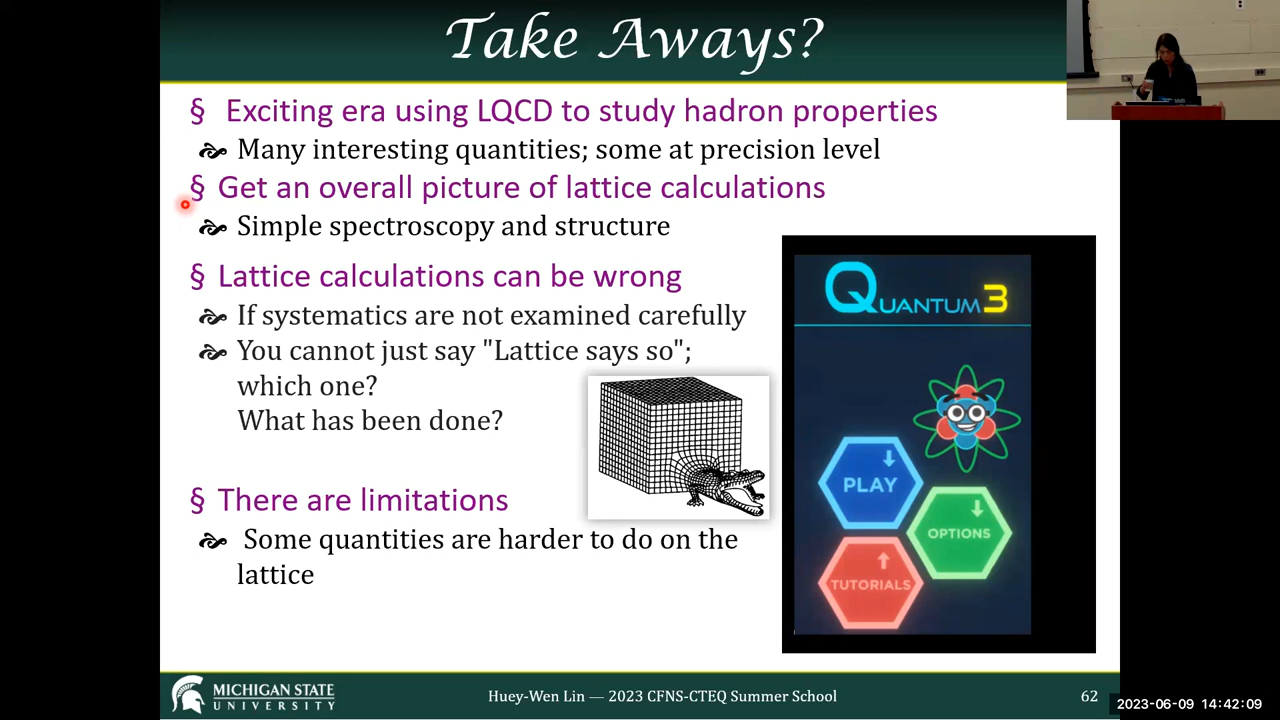 Take Aways?
§ Exciting era using LQCD to study hadron properties
Many interesting quantities; some at precision level
§ Get an overall picture of lattice calculations
Simple spectroscopy and structure
§ Lattice calculations can be wrong
If systematics are not examined carefully
You cannot just say "Lattice says so";
which one?
What has been done?
§ There are limitations
Some quantities are harder to do on the
lattice
QUANTUM3
PLAY
OPTIONS
TUTORIALS
MICHIGAN STATE
UNIVERSITY
Huey-Wen Lin — 2023 CFNS-CTEQ Summer School
62
2023-06-09 14:42:09